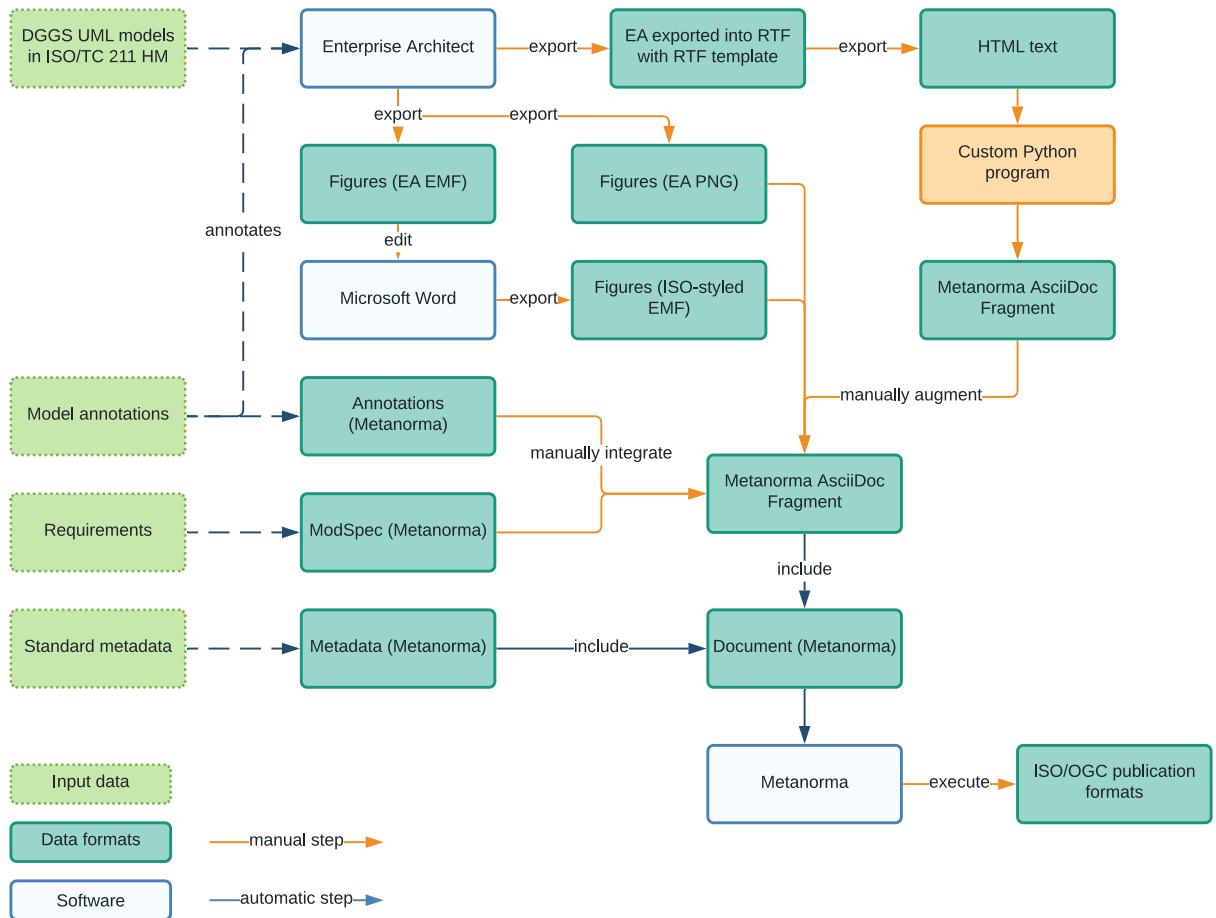 DGGS UML models
in ISO/TC 211 HM
Enterprise Architect
export
EA exported into RTF
with RTF template
export
HTML text
export
export
Custom Python
program
Figures (EA EMF)
Figures (EA PNG)
annotates
edit
Microsoft Word
export
Figures (ISO-styled
EMF)
Metanorma AsciiDoc
Fragment
manually augment
Model annotations
Annotations
(Metanorma)
manually integrate
Metanorma AsciiDoc
Fragment
Requirements
ModSpec (Metanorma)
include
Standard metadata
Metadata (Metanorma)
include
Document (Metanorma)
Metanorma
execute
ISO/OGC publication
formats
Input data
Data formats
manual step
Software
automatic step